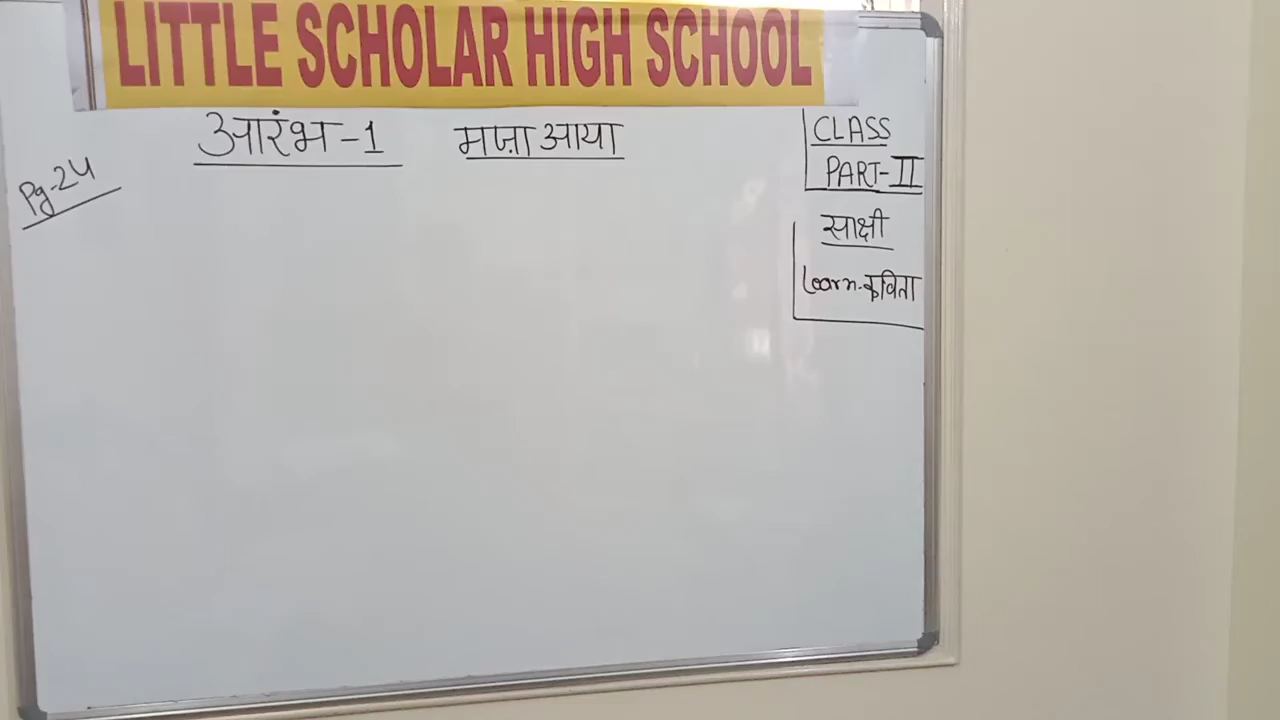 LITTLE SCHOLAR HIGH SCHOOL
आरंभ-1 मज़ा आया
Pg-24
CLASS
PART-II
साक्षी
Learn-कविता